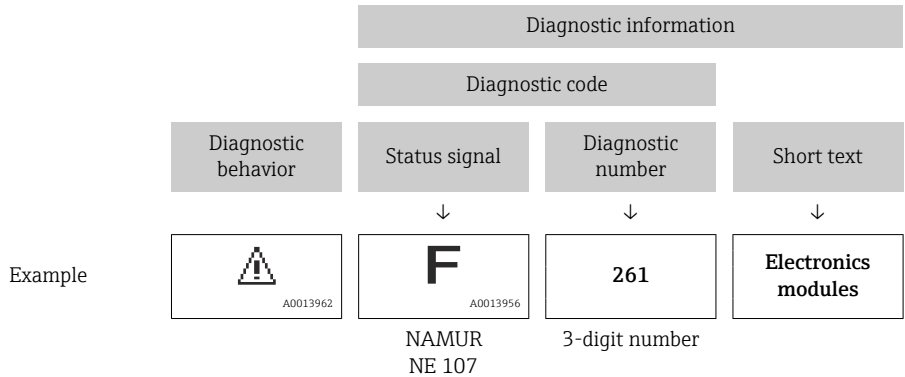 Diagnostic information
Diagnostic code
Diagnostic
behavior
Status signal
Diagnostic
number
Short text
↓ ↓ ↓
Example
A0013962
F
A0013956
261
Electronics
modules
NAMUR
NE 107
3-digit number